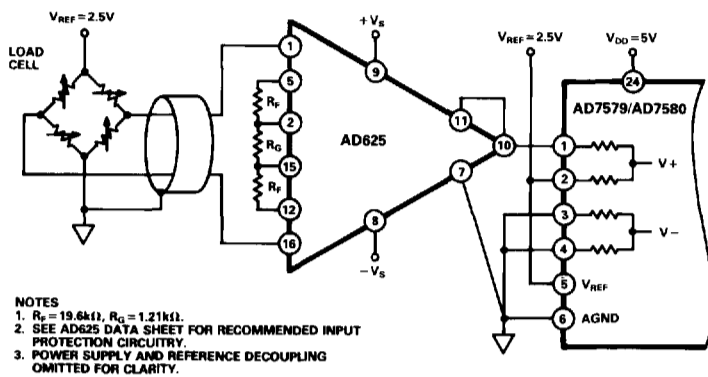 VREF = 2.5V
LOAD
CELL
1
5
RF
2
RG
15
RF
12
16
+VS
9
11
AD625
10
7
8
−VS
VREF = 2.5V
VDD = 5V
24
AD7579/AD7580
1
V+
2
3
V−
4
5
VREF
6
AGND
NOTES
1. RF = 19.6kΩ, RG = 1.21kΩ.
2. SEE AD625 DATA SHEET FOR RECOMMENDED INPUT
PROTECTION CIRCUITRY.
3. POWER SUPPLY AND REFERENCE DECOUPLING
OMITTED FOR CLARITY.